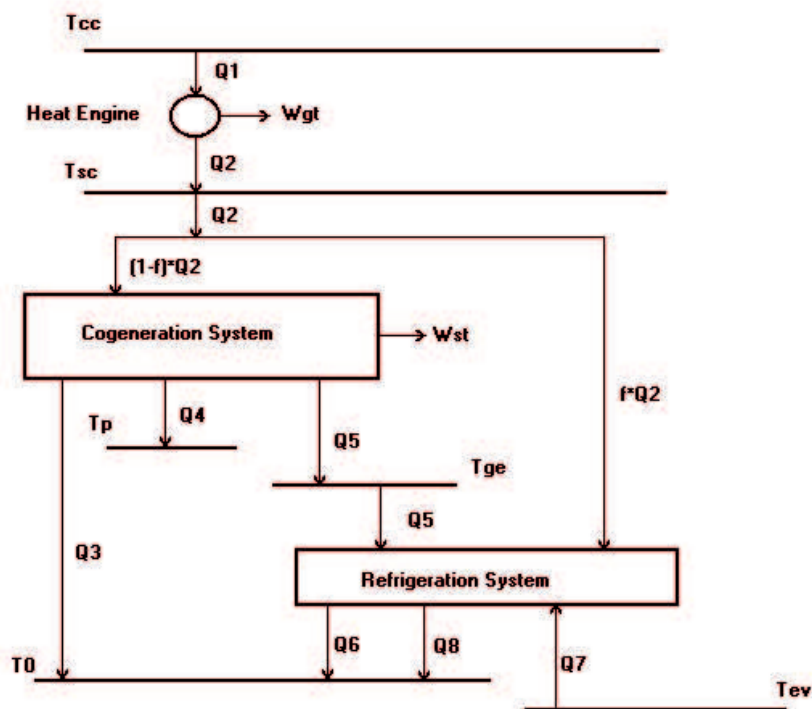 Tcc
Q1
Heat Engine
Wgt
Q2
Tsc
Q2
(1-f)*Q2
Cogeneration System
Wst
f*Q2
Q4
Tp
Q5
Tge
Q5
Q3
Refrigeration System
Q6
Q8
Q7
T0
Tev